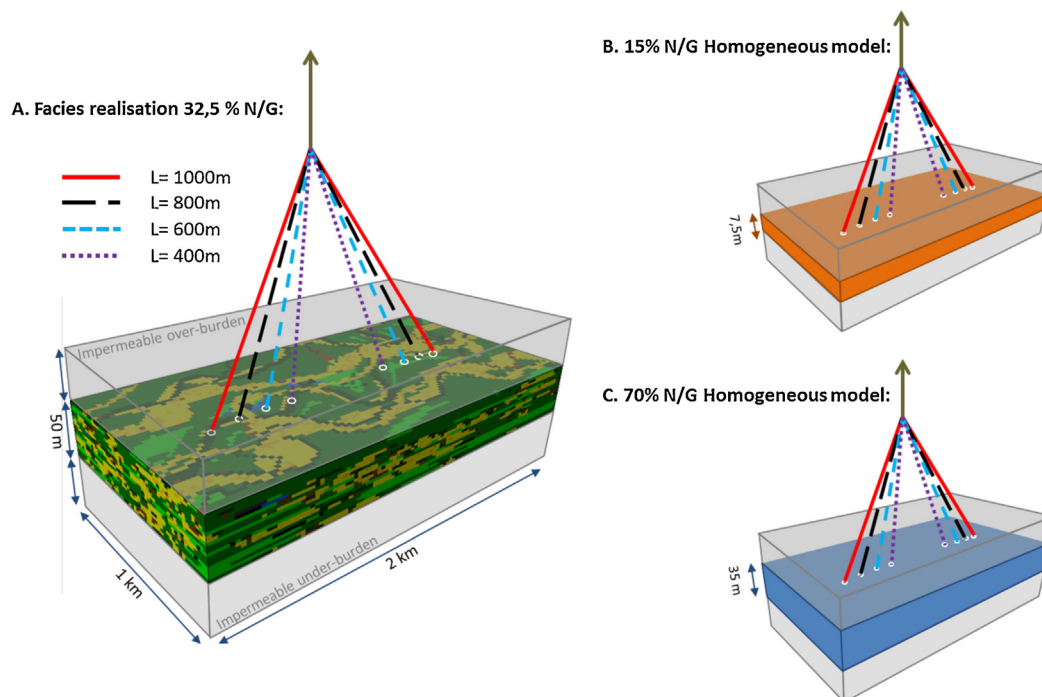 A. Facies realisation 32,5 % N/G:
L= 1000m
L= 800m
L= 600m
L= 400m
Impermeable over-burden
50 m
1 km
2 km
Impermeable under-burden
B. 15% N/G Homogeneous model:
7,5m
C. 70% N/G Homogeneous model:
35 m